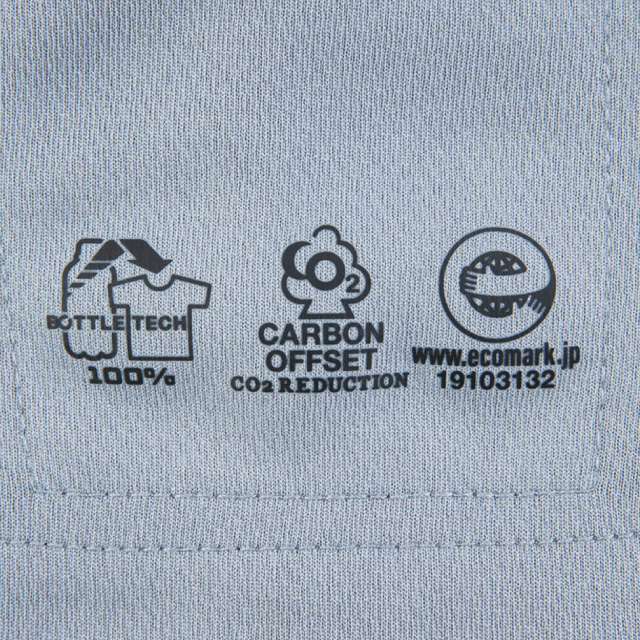 BOTTLE TECH
100%
CO2
CARBON
OFFSET
CO2 REDUCTION
www.ecomark.jp
19103132